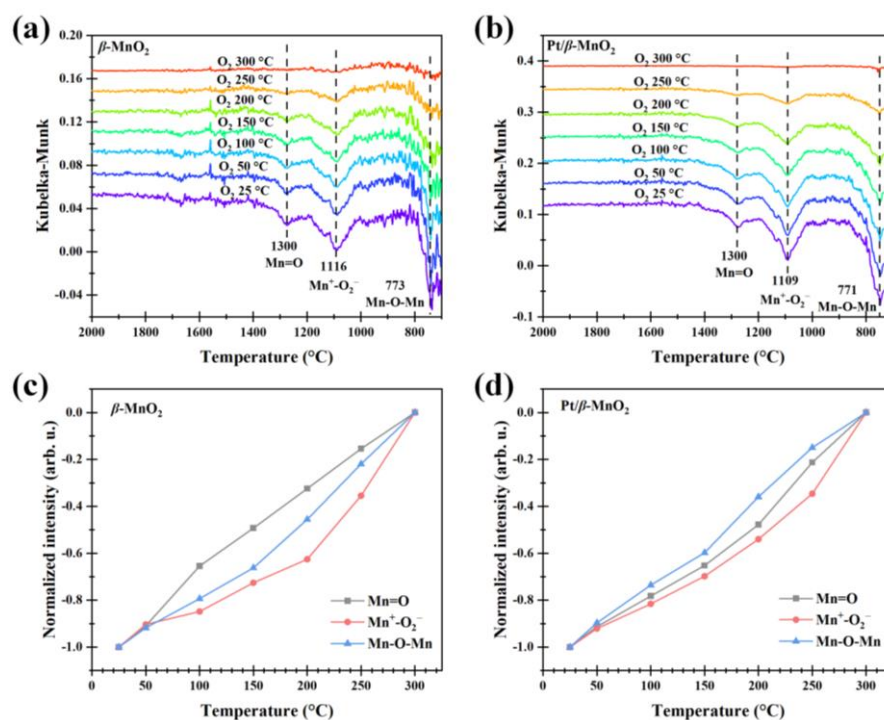 (a)
β-MnO₂
0.20
0.16
0.12
0.08
0.04
0.00
-0.04
Kubelka-Munk
O₂ 300 °C
O₂ 250 °C
O₂ 200 °C
O₂ 150 °C
O₂ 100 °C
O₂ 50 °C
O₂ 25 °C
1300
Mn=O
1116
Mn⁺-O₂⁻
773
Mn-O-Mn
2000 1800 1600 1400 1200 1000 800
Temperature (°C)
(b)
Pt/β-MnO₂
0.4
0.3
0.2
0.1
0.0
-0.1
Kubelka-Munk
O₂ 300 °C
O₂ 250 °C
O₂ 200 °C
O₂ 150 °C
O₂ 100 °C
O₂ 50 °C
O₂ 25 °C
1300
Mn=O
1109
Mn⁺-O₂⁻
771
Mn-O-Mn
2000 1800 1600 1400 1200 1000 800
Temperature (°C)
(c)
β-MnO₂
0.0
-0.2
-0.4
-0.6
-0.8
-1.0
Normalized intensity (arb. u.)
Mn=O
Mn⁺-O₂⁻
Mn-O-Mn
0 50 100 150 200 250 300
Temperature (°C)
(d)
Pt/β-MnO₂
0.0
-0.2
-0.4
-0.6
-0.8
-1.0
Normalized intensity (arb. u.)
Mn=O
Mn⁺-O₂⁻
Mn-O-Mn
0 50 100 150 200 250 300
Temperature (°C)